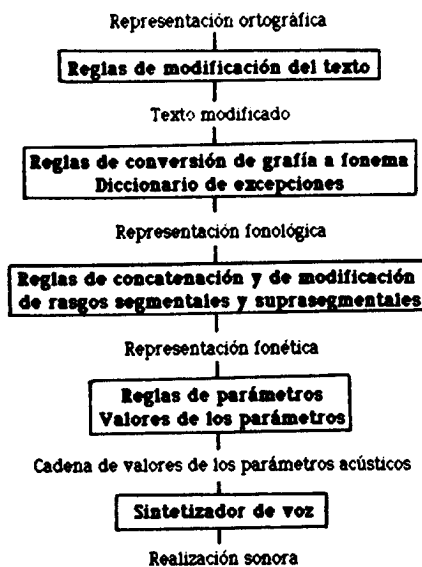 Representación ortográfica
Reglas de modificación del texto
Texto modificado
Reglas de conversión de grafía a fonema
Diccionario de excepciones
Representación fonológica
Reglas de concatenación y de modificación
de rasgos segmentales y suprasegmentales
Representación fonética
Reglas de parámetros
Valores de los parámetros
Cadena de valores de los parámetros acústicos
Sintetizador de voz
Realización sonora